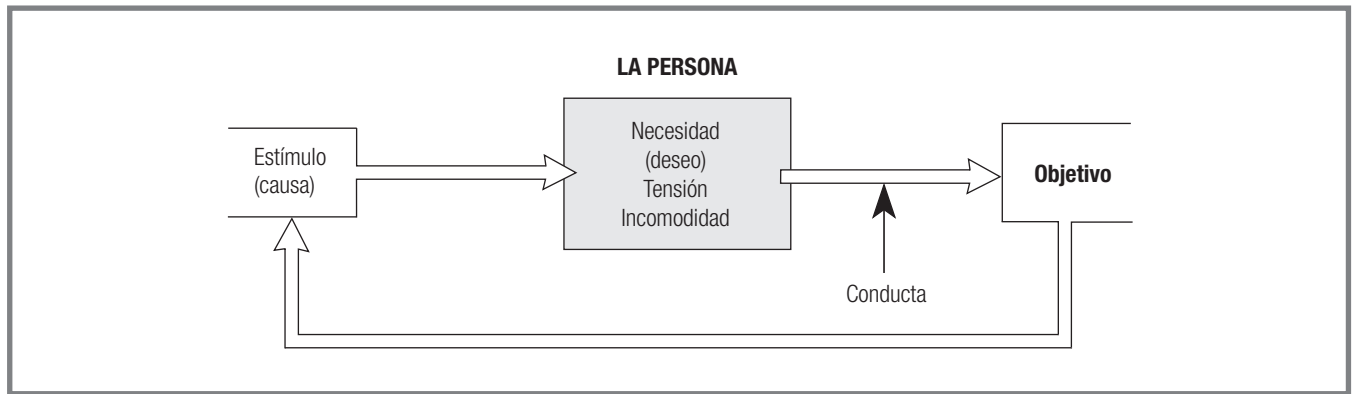 LA PERSONA
Estímulo
(causa)
Necesidad
(deseo)
Tensión
Incomodidad
Objetivo
Conducta